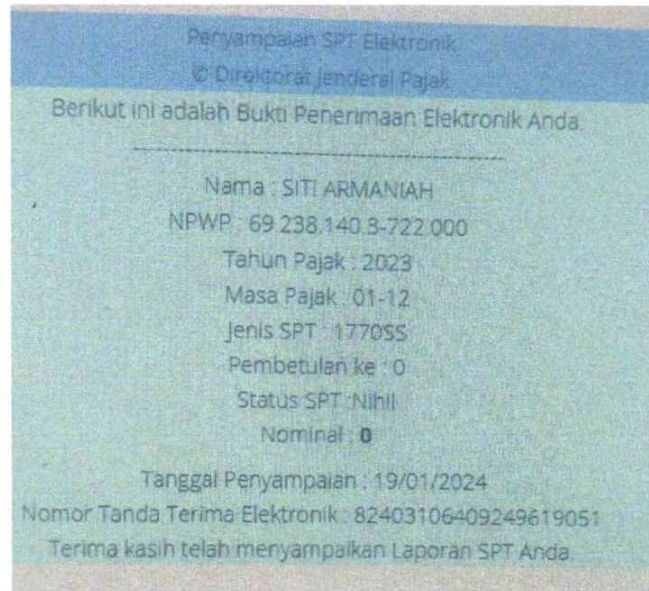 Penyampaian SPT Elektronik
© Direktorat Jenderal Pajak
Berikut ini adalah Bukti Penerimaan Elektronik Anda.
------------------------------------------------------------
Nama : SITI ARMANIAH
NPWP : 69.238.140.3-722.000
Tahun Pajak : 2023
Masa Pajak : 01-12
Jenis SPT : 1770SS
Pembetulan ke : 0
Status SPT :Nihil
Nominal : 0
Tanggal Penyampaian : 19/01/2024
Nomor Tanda Terima Elektronik : 82403106409249619051
Terima kasih telah menyampaikan Laporan SPT Anda.